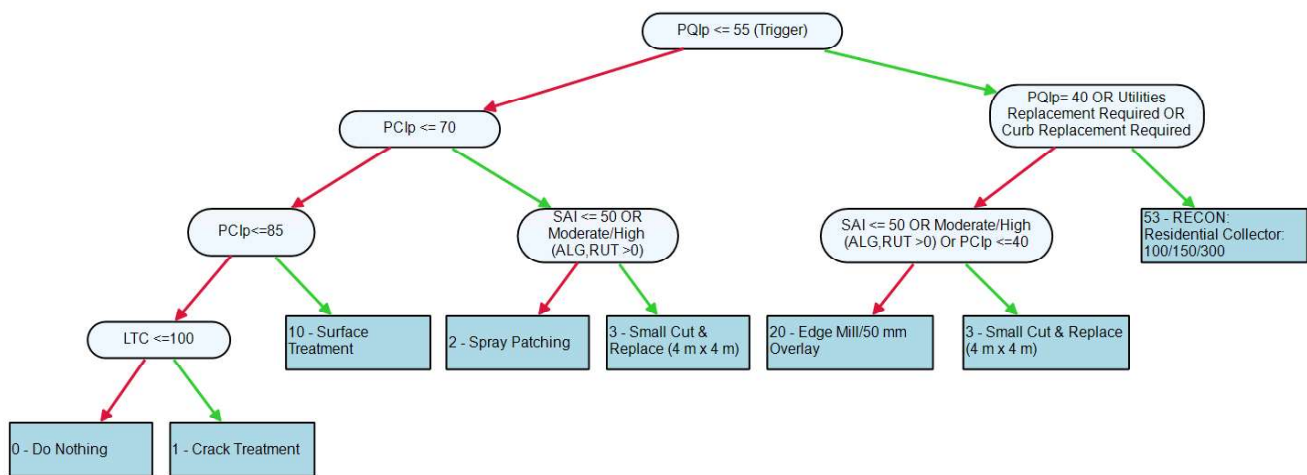 PQIp <= 55 (Trigger)
PQIp= 40 OR Utilities
Replacement Required OR
Curb Replacement Required
PCIp <= 70
PCIp<=85
SAI <= 50 OR
Moderate/High
(ALG,RUT >0)
SAI <= 50 OR Moderate/High
(ALG,RUT >0) Or PCIp <=40
53 - RECON:
Residential Collector:
100/150/300
LTC <=100
10 - Surface
Treatment
2 - Spray Patching
3 - Small Cut &
Replace (4 m x 4 m)
20 - Edge Mill/50 mm
Overlay
3 - Small Cut & Replace
(4 m x 4 m)
0 - Do Nothing
1 - Crack Treatment